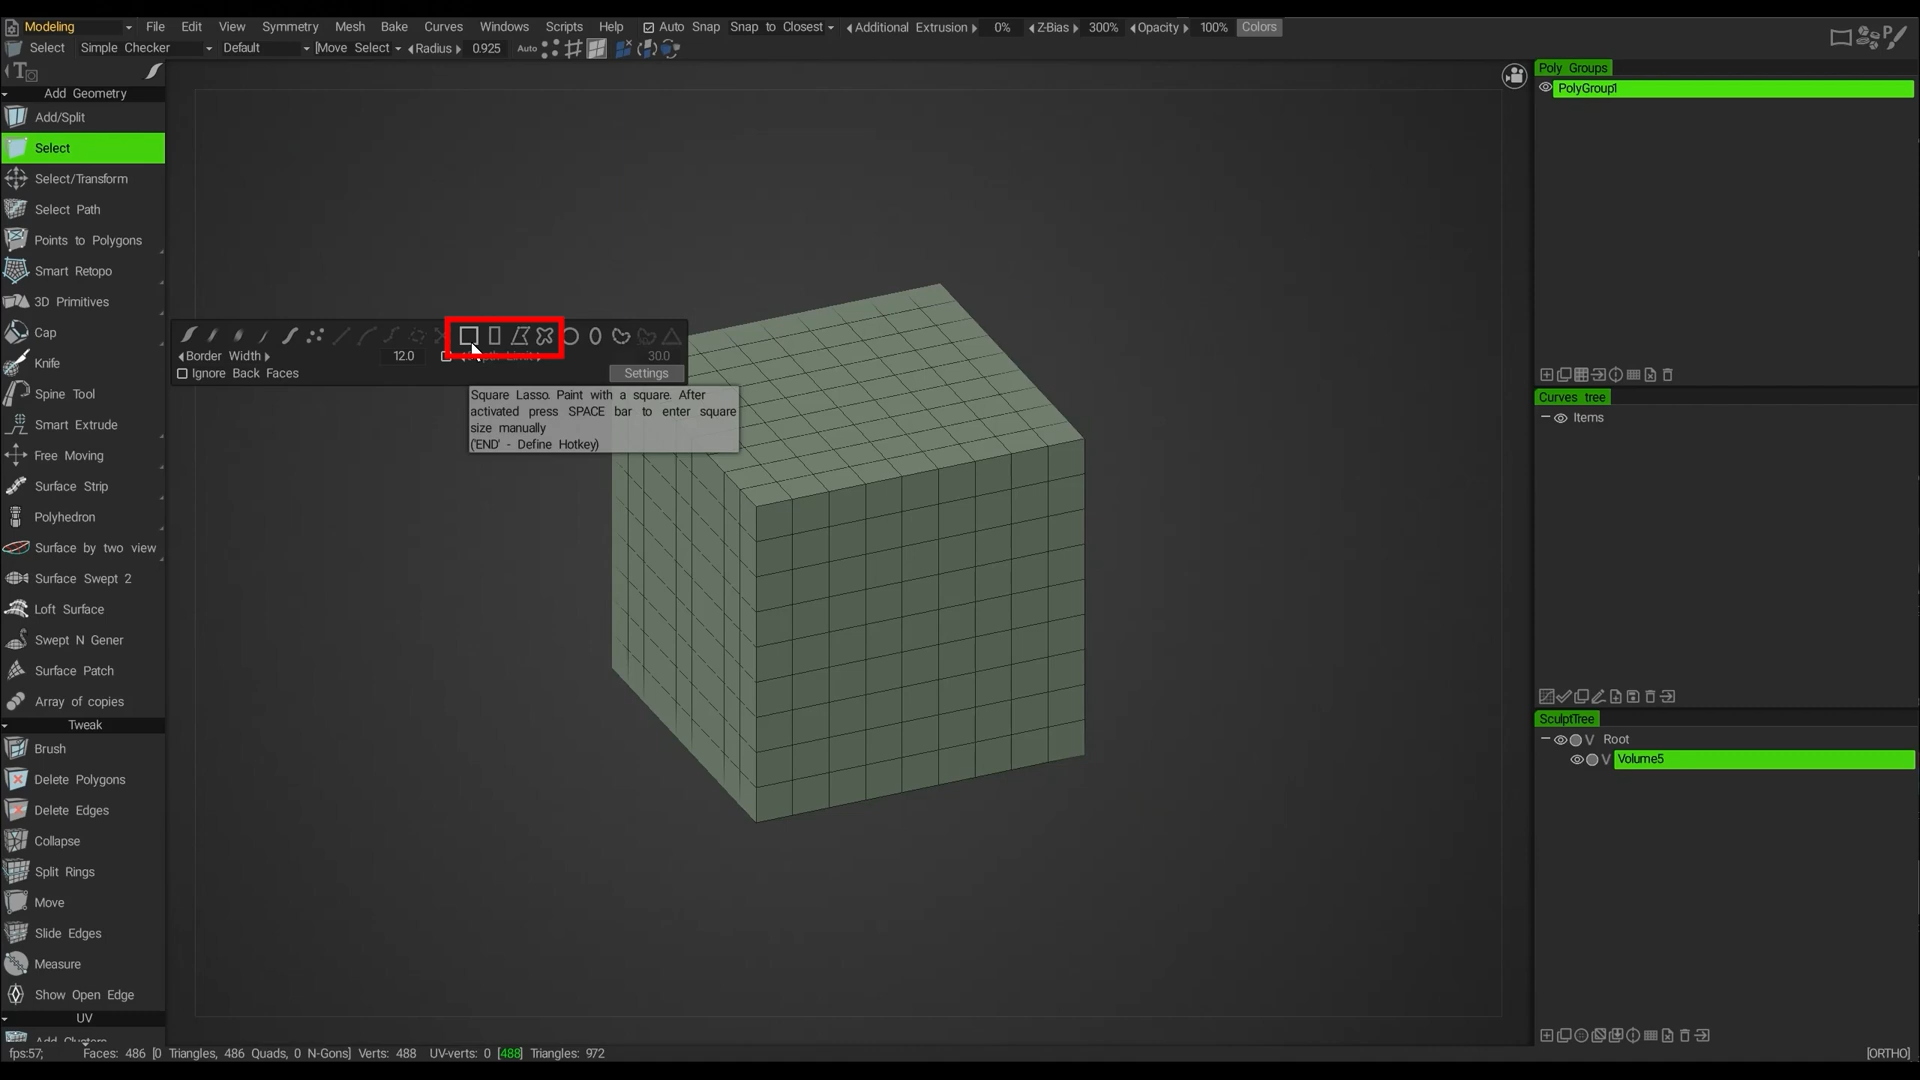 Modeling File Edit View Symmetry Mesh Bake Curves Windows Scripts Help Auto Snap Snap to Closest Additional Extrusion 0% Z-Bias 300% Opacity 100% Colors
Select Simple Checker Default [Move Select Radius 0.925 Auto
Add Geometry
Add/Split
Select
Select/Transform
Select Path
Points to Polygons
Smart Retopo
3D Primitives
Cap
Knife
Spine Tool
Smart Extrude
Free Moving
Surface Strip
Polyhedron
Surface by two view
Surface Swept 2
Loft Surface
Swept N Gener
Surface Patch
Array of copies
Tweak
Brush
Delete Polygons
Delete Edges
Collapse
Split Rings
Move
Slide Edges
Measure
Show Open Edge
UV
Add Clusters
Border Width 12.0 30.0
Ignore Back Faces Settings
Square Lasso. Paint with a square. After
activated press SPACE bar to enter square
size manually
('END' - Define Hotkey)
Poly Groups
PolyGroup1
Curves tree
Items
SculptTree
V Root
V Volume5
fps:57; Faces: 486 [0 Triangles, 486 Quads, 0 N-Gons] Verts: 488 UV-verts: 0 [488] Triangles: 972 [ORTHO]